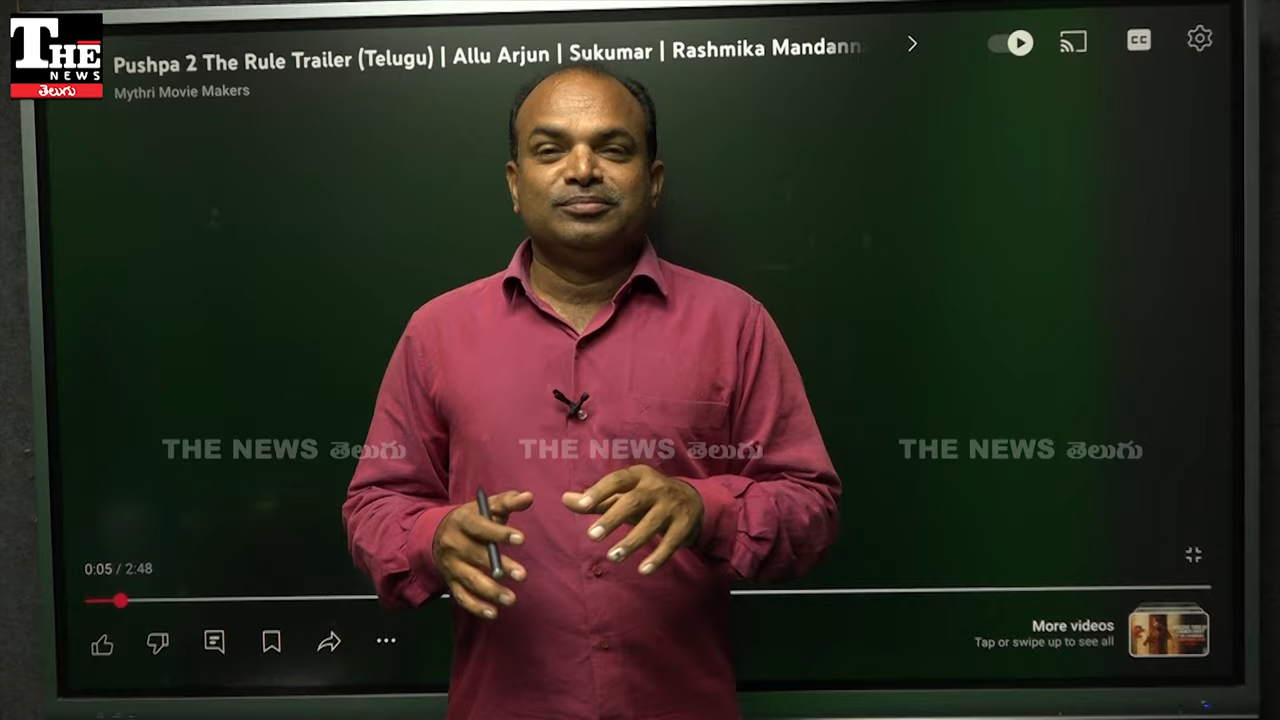 THE
NEWS
తెలుగు
Pushpa 2 The Rule Trailer (Telugu) | Allu Arjun | Sukumar | Rashmika Mandann
Mythri Movie Makers
CC
THE NEWS తెలుగు THE NEWS తెలుగు THE NEWS తెలుగు
0:05 / 2:48
More videos
Tap or swipe up to see all